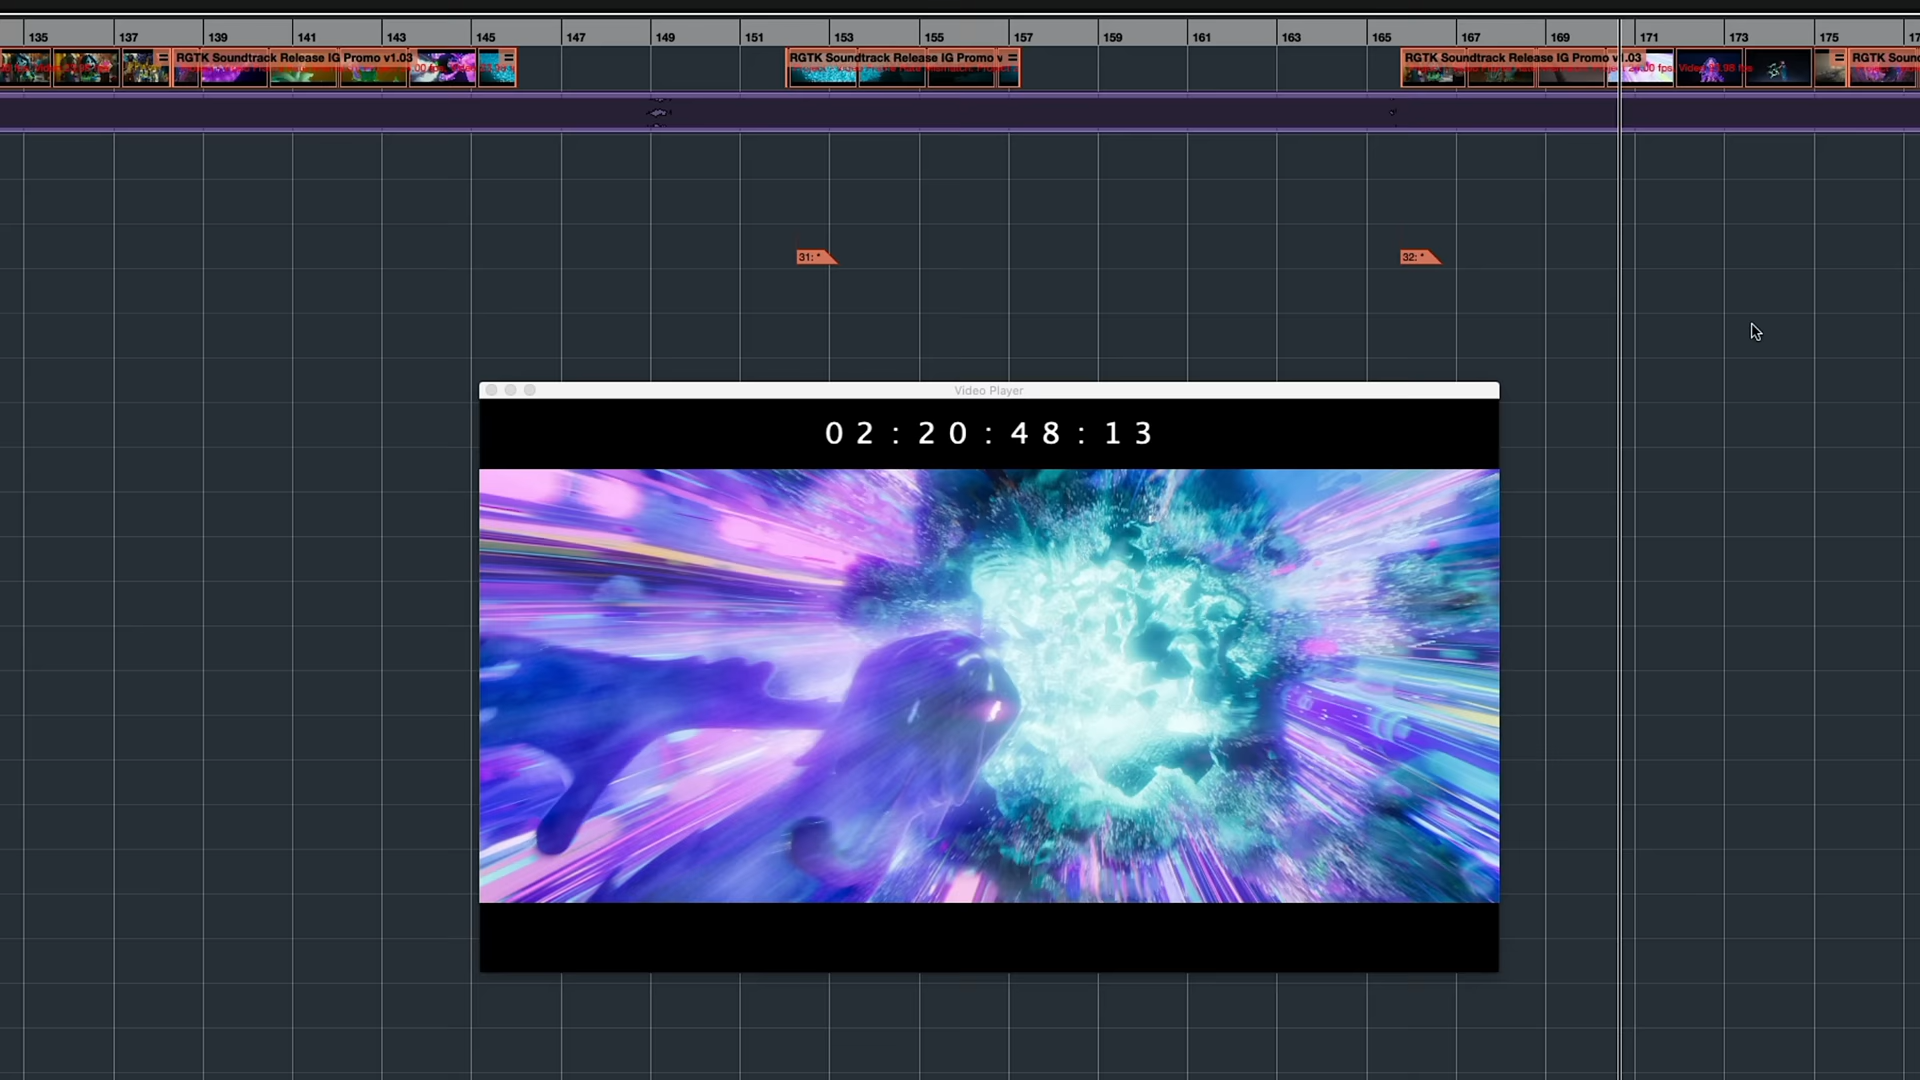 135 137 139 141 143 145 147 149 151 153 155 157 159 161 163 165 167 169 171 173 175 17
RGTK Soundtrack Release IG Promo v1.03
RGTK Soundtrack Release IG Promo v
RGTK Soundtrack Release IG Promo v1.03
RGTK Soun
31: *
32: *
Video Player
02:20:48:13